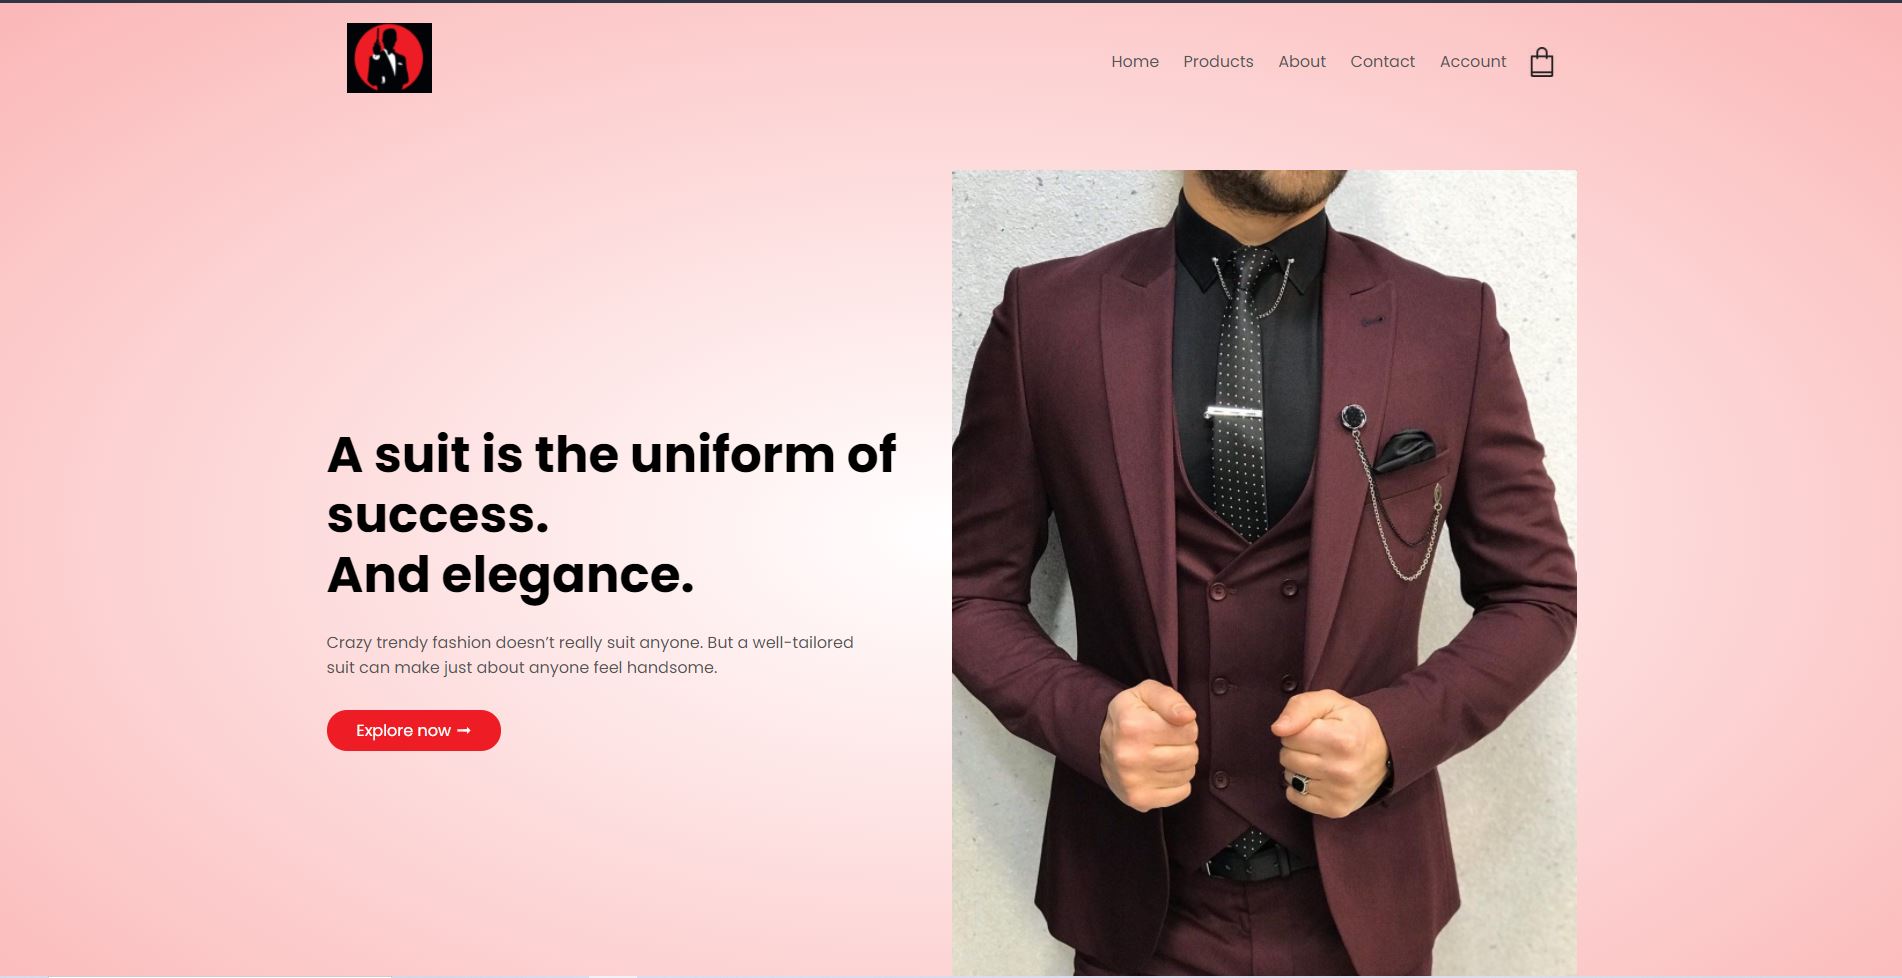 Home Products About Contact Account
A suit is the uniform of
success.
And elegance.
Crazy trendy fashion doesn’t really suit anyone. But a well-tailored
suit can make just about anyone feel handsome.
Explore now ➞